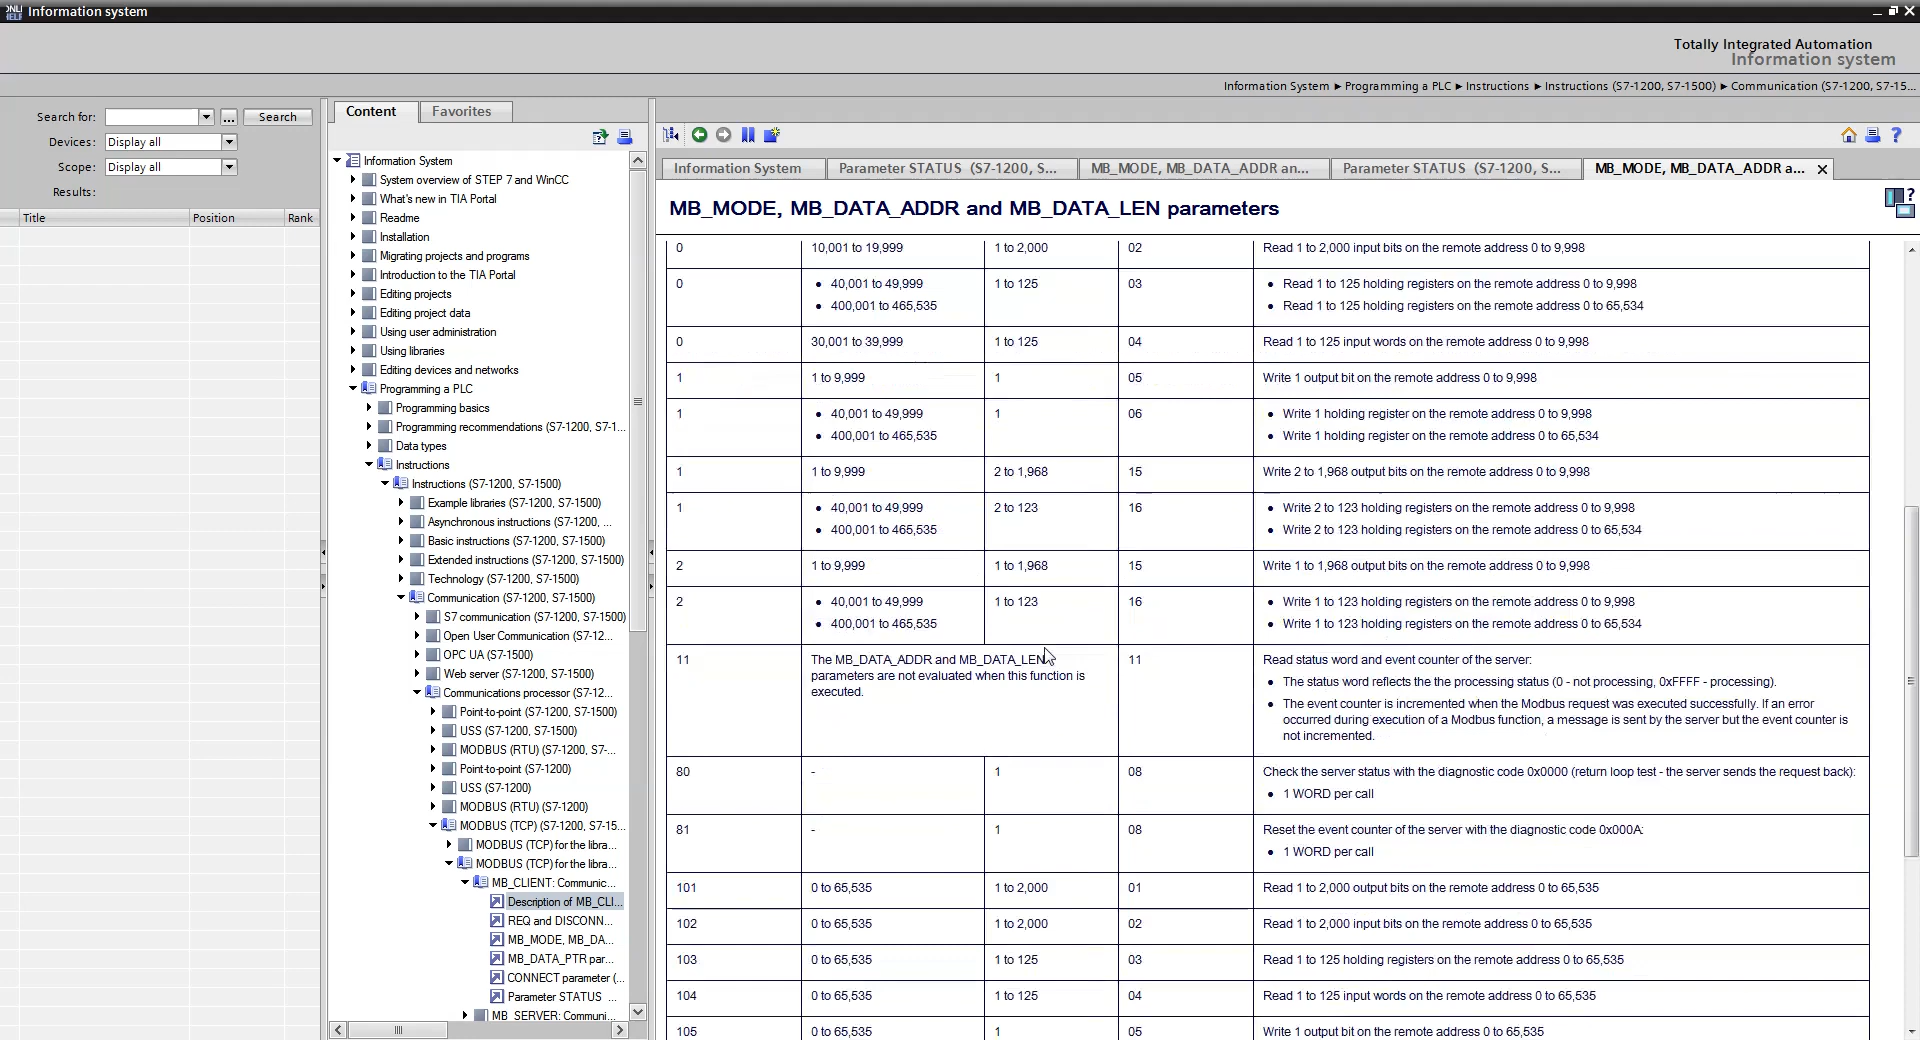 Information system
Totally Integrated Automation
Information system
Information System ▸ Programming a PLC ▸ Instructions ▸ Instructions (S7-1200, S7-1500) ▸ Communication (S7-1200, S7-15...
Search for:
...
Search
Devices:
Display all
Scope:
Display all
Results:
Title
Position
Rank
Content
Favorites
Information System
System overview of STEP 7 and WinCC
What's new in TIA Portal
Readme
Installation
Migrating projects and programs
Introduction to the TIA Portal
Editing projects
Editing project data
Using user administration
Using libraries
Editing devices and networks
Programming a PLC
Programming basics
Programming recommendations (S7-1200, S7-1...
Data types
Instructions
Instructions (S7-1200, S7-1500)
Example libraries (S7-1200, S7-1500)
Asynchronous instructions (S7-1200, ...
Basic instructions (S7-1200, S7-1500)
Extended instructions (S7-1200, S7-1500)
Technology (S7-1200, S7-1500)
Communication (S7-1200, S7-1500)
S7 communication (S7-1200, S7-1500)
Open User Communication (S7-12...
OPC UA (S7-1500)
Web server (S7-1200, S7-1500)
Communications processor (S7-12...
Point-to-point (S7-1200, S7-1500)
USS (S7-1200, S7-1500)
MODBUS (RTU) (S7-1200, S7-...
Point-to-point (S7-1200)
USS (S7-1200)
MODBUS (RTU) (S7-1200)
MODBUS (TCP) (S7-1200, S7-15...
MODBUS (TCP) for the libra...
MODBUS (TCP) for the libra...
MB_CLIENT: Communic...
Description of MB_CLI...
REQ and DISCONN...
MB_MODE, MB_DA...
MB_DATA_PTR par...
CONNECT parameter (...
Parameter STATUS ...
MB_SERVER: Communi...
Information System
Parameter STATUS (S7-1200, S...
MB_MODE, MB_DATA_ADDR an...
Parameter STATUS (S7-1200, S...
MB_MODE, MB_DATA_ADDR a...
MB_MODE, MB_DATA_ADDR and MB_DATA_LEN parameters
0 10,001 to 19,999 1 to 2,000 02 Read 1 to 2,000 input bits on the remote address 0 to 9,998
0 • 40,001 to 49,999 1 to 125 03 • Read 1 to 125 holding registers on the remote address 0 to 9,998
• 400,001 to 465,535 • Read 1 to 125 holding registers on the remote address 0 to 65,534
0 30,001 to 39,999 1 to 125 04 Read 1 to 125 input words on the remote address 0 to 9,998
1 1 to 9,999 1 05 Write 1 output bit on the remote address 0 to 9,998
1 • 40,001 to 49,999 1 06 • Write 1 holding register on the remote address 0 to 9,998
• 400,001 to 465,535 • Write 1 holding register on the remote address 0 to 65,534
1 1 to 9,999 2 to 1,968 15 Write 2 to 1,968 output bits on the remote address 0 to 9,998
1 • 40,001 to 49,999 2 to 123 16 • Write 2 to 123 holding registers on the remote address 0 to 9,998
• 400,001 to 465,535 • Write 2 to 123 holding registers on the remote address 0 to 65,534
2 1 to 9,999 1 to 1,968 15 Write 1 to 1,968 output bits on the remote address 0 to 9,998
2 • 40,001 to 49,999 1 to 123 16 • Write 1 to 123 holding registers on the remote address 0 to 9,998
• 400,001 to 465,535 • Write 1 to 123 holding registers on the remote address 0 to 65,534
11 The MB_DATA_ADDR and MB_DATA_LEN 11 Read status word and event counter of the server:
parameters are not evaluated when this function is • The status word reflects the the processing status (0 - not processing, 0xFFFF - processing).
executed. • The event counter is incremented when the Modbus request was executed successfully. If an error
occurred during execution of a Modbus function, a message is sent by the server but the event counter is
not incremented.
80 - 1 08 Check the server status with the diagnostic code 0x0000 (return loop test - the server sends the request back):
• 1 WORD per call
81 - 1 08 Reset the event counter of the server with the diagnostic code 0x000A:
• 1 WORD per call
101 0 to 65,535 1 to 2,000 01 Read 1 to 2,000 output bits on the remote address 0 to 65,535
102 0 to 65,535 1 to 2,000 02 Read 1 to 2,000 input bits on the remote address 0 to 65,535
103 0 to 65,535 1 to 125 03 Read 1 to 125 holding registers on the remote address 0 to 65,535
104 0 to 65,535 1 to 125 04 Read 1 to 125 input words on the remote address 0 to 65,535
105 0 to 65,535 1 05 Write 1 output bit on the remote address 0 to 65,535